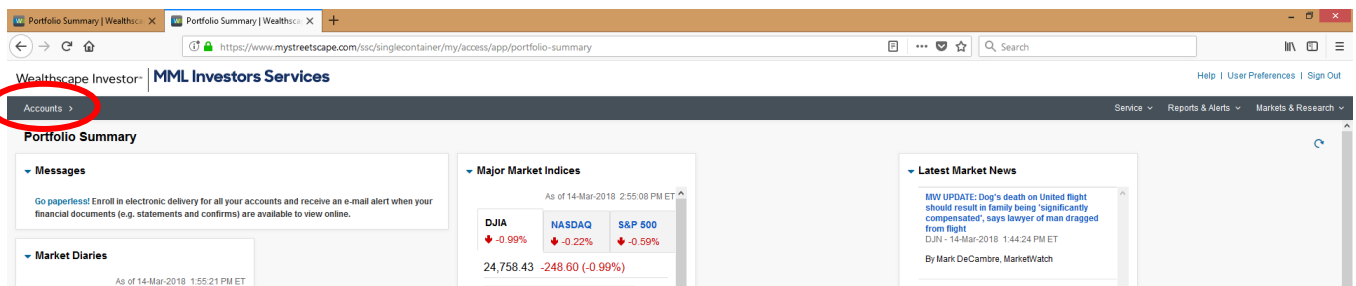 Portfolio Summary | Wealthsca
Portfolio Summary | Wealthsca
https://www.mystreetscape.com/ssc/singlecontainer/my/access/app/portfolio-summary
Search
Wealthscape Investor℠ MML Investors Services
Help | User Preferences | Sign Out
Accounts >
Service
Reports & Alerts
Markets & Research
Portfolio Summary
Messages
Go paperless! Enroll in electronic delivery for all your accounts and receive an e-mail alert when your
financial documents (e.g. statements and confirms) are available to view online.
Market Diaries
As of 14-Mar-2018 1:55:21 PM ET
Major Market Indices
As of 14-Mar-2018 2:55:08 PM ET
DJIA NASDAQ S&P 500
-0.99% -0.22% -0.59%
24,758.43 -248.60 (-0.99%)
Latest Market News
MW UPDATE: Dog's death on United flight
should result in family being 'significantly
compensated', says lawyer of man dragged
from flight
DJN - 14-Mar-2018 1:44:24 PM ET
By Mark DeCambre, MarketWatch